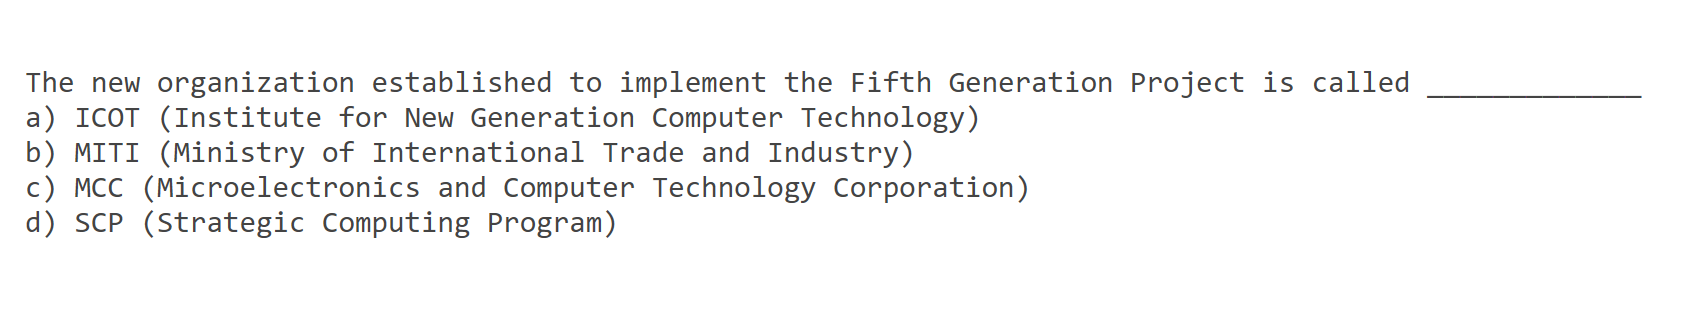 The new organization established to implement the Fifth Generation Project is called _____________
a) ICOT (Institute for New Generation Computer Technology)
b) MITI (Ministry of International Trade and Industry)
c) MCC (Microelectronics and Computer Technology Corporation)
d) SCP (Strategic Computing Program)